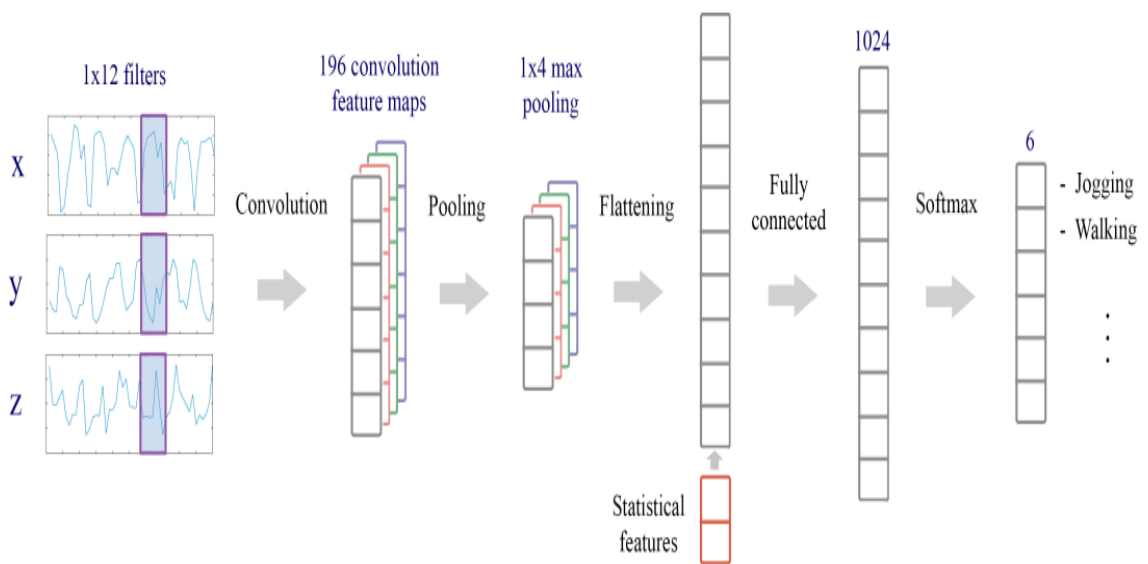 1x12 filters
x
y
z
Convolution
196 convolution
feature maps
Pooling
1x4 max
pooling
Flattening
Statistical
features
Fully
connected
1024
Softmax
6
- Jogging
- Walking